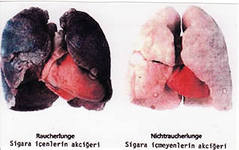 Raucherlunge
Sigara içenlerin akciğeri
Nichtraucherlunge
Sigara içmeyenlerin akciğeri